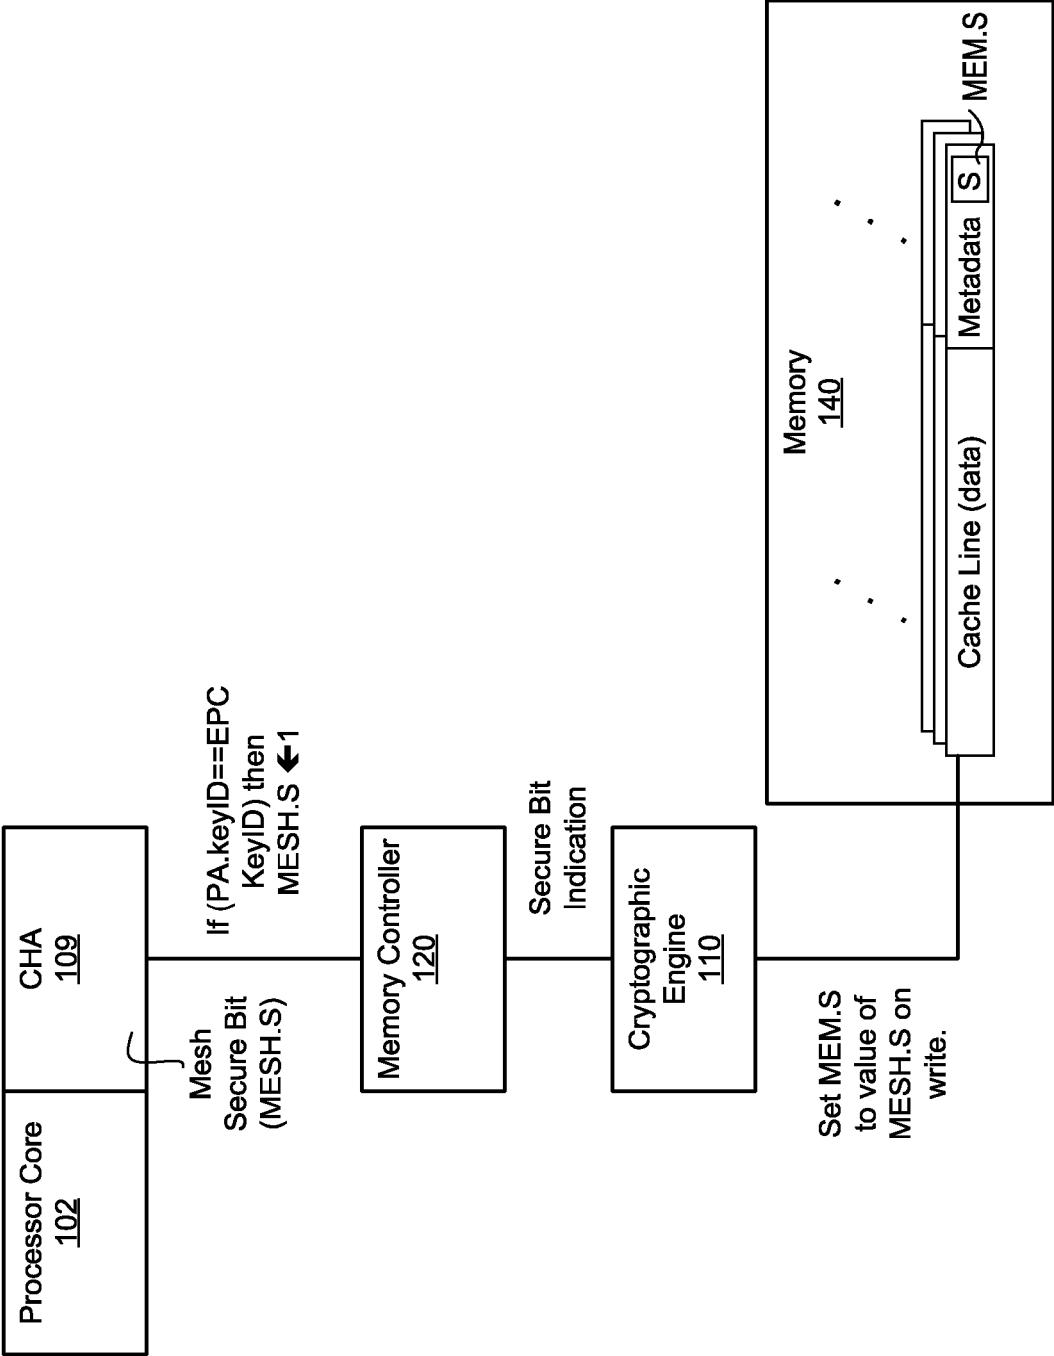 Processor Core
102
CHA
109
Mesh
Secure Bit
(MESH.S)
If (PA.keyID==EPC
KeyID) then
MESH.S 🡸1
Memory Controller
120
Secure Bit
Indication
Cryptographic
Engine
110
Set MEM.S
to value of
MESH.S on
write.
Memory
140
Cache Line (data)
Metadata
S
MEM.S